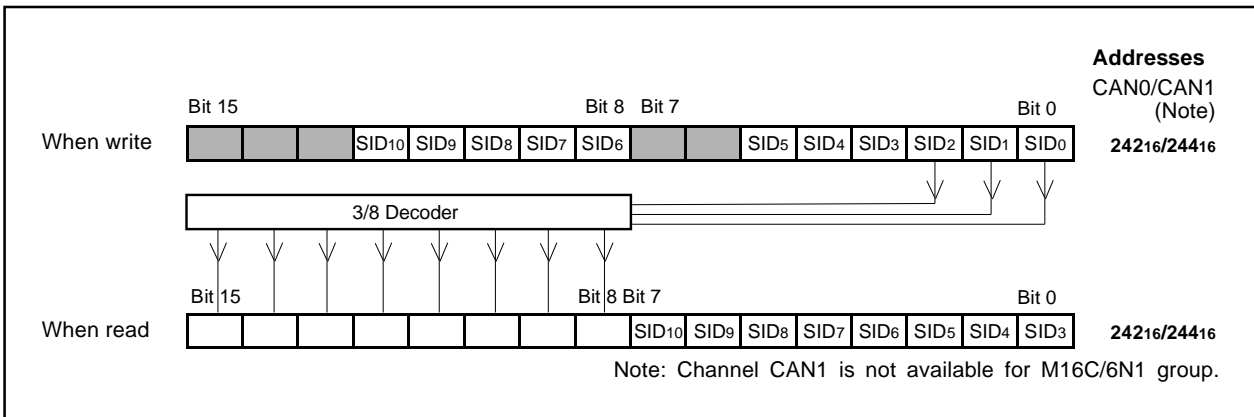 Addresses
CAN0/CAN1
(Note)
Bit 15 Bit 8 Bit 7 Bit 0
When write SID10 SID9 SID8 SID7 SID6 SID5 SID4 SID3 SID2 SID1 SID0 24216/24416
3/8 Decoder
Bit 15 Bit 8 Bit 7 Bit 0
When read SID10 SID9 SID8 SID7 SID6 SID5 SID4 SID3 24216/24416
Note: Channel CAN1 is not available for M16C/6N1 group.